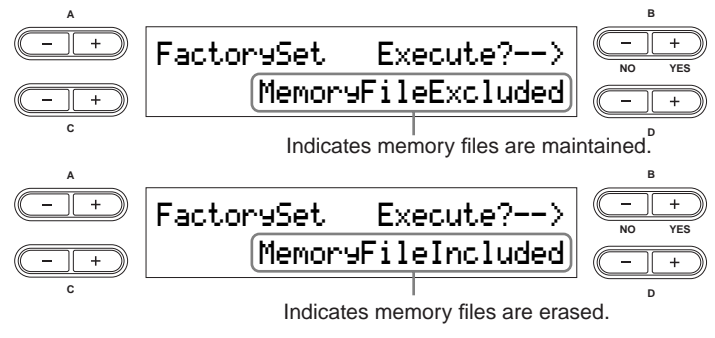 A
B
- +
FactorySet Execute?-->
- +
NO YES
- +
MemoryFileExcluded
- +
C
D
Indicates memory files are maintained.
A
B
- +
FactorySet Execute?-->
- +
NO YES
- +
MemoryFileIncluded
- +
C
D
Indicates memory files are erased.